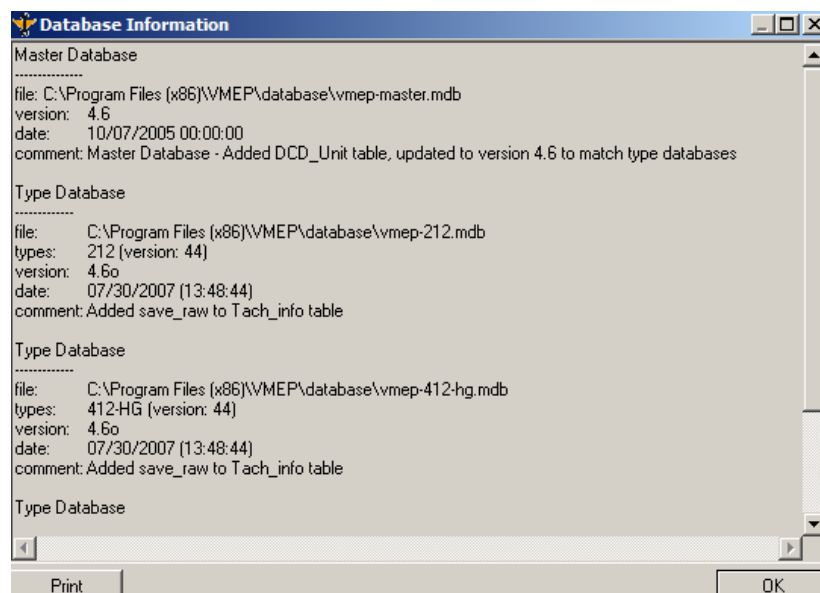 Database Information
Master Database
---------------
file: C:\Program Files (x86)\VMEP\database\vmep-master.mdb
version: 4.6
date: 10/07/2005 00:00:00
comment: Master Database - Added DCD_Unit table, updated to version 4.6 to match type databases
Type Database
-------------
file: C:\Program Files (x86)\VMEP\database\vmep-212.mdb
types: 212 (version: 44)
version: 4.6o
date: 07/30/2007 (13:48:44)
comment: Added save_raw to Tach_info table
Type Database
-------------
file: C:\Program Files (x86)\VMEP\database\vmep-412-hg.mdb
types: 412-HG (version: 44)
version: 4.6o
date: 07/30/2007 (13:48:44)
comment: Added save_raw to Tach_info table
Type Database
Print OK